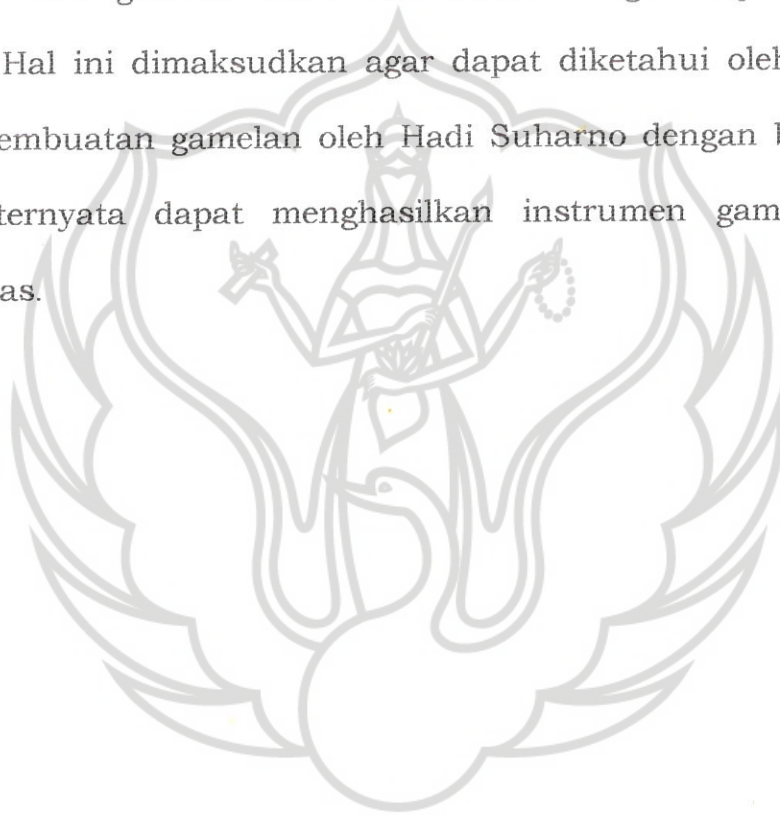 Hal ini dimaksudkan agar dapat diketahui oleh
embuatan gamelan oleh Hadi Suharno dengan
ternyata dapat menghasilkan instrumen gam
as.